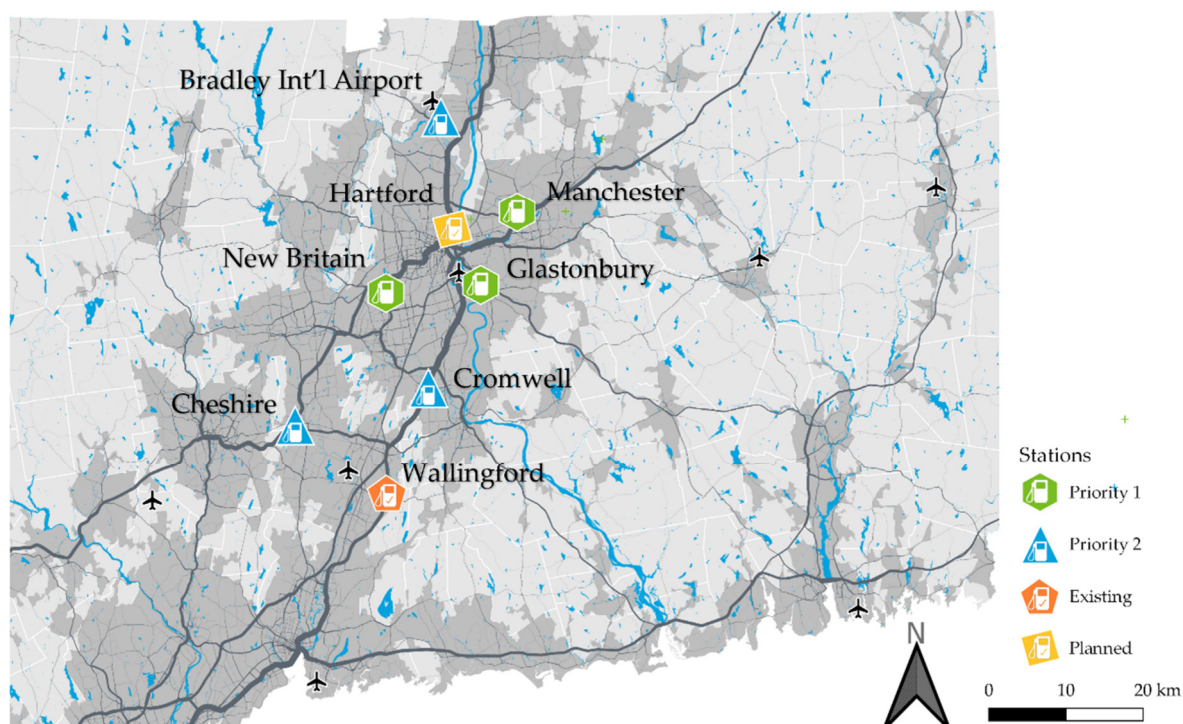 Bradley Int'l Airport
Hartford
Manchester
New Britain
Glastonbury
Cromwell
Cheshire
Wallingford
Stations
Priority 1
Priority 2
Existing
Planned
N
0 10 20 km